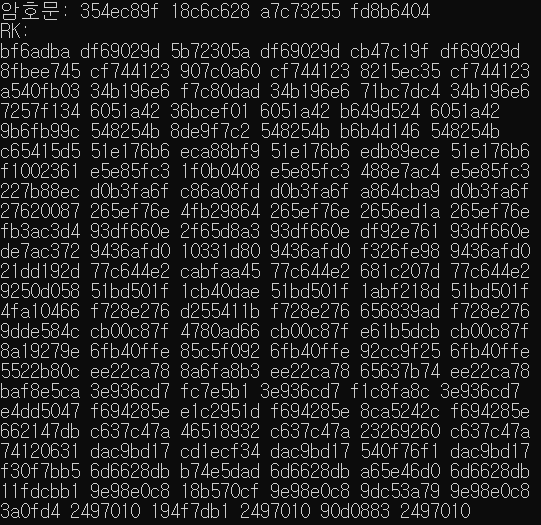 암호문: 354ec89f 18c6c628 a7c73255 fd8b6404
RK:
bf6adba df69029d 5b72305a df69029d cb47c19f df69029d
8fbee745 cf744123 907c0a60 cf744123 8215ec35 cf744123
a540fb03 34b196e6 f7c80dad 34b196e6 71bc7dc4 34b196e6
7257f134 6051a42 36bcef01 6051a42 b649d524 6051a42
9b6fb99c 548254b 8de9f7c2 548254b b6b4d146 548254b
c65415d5 51e176b6 eca88bf9 51e176b6 edb89ece 51e176b6
f1002361 e5e85fc3 1f0b0408 e5e85fc3 488e7ac4 e5e85fc3
227b88ec d0b3fa6f c86a08fd d0b3fa6f a864cba9 d0b3fa6f
27620087 265ef76e 4fb29864 265ef76e 2656ed1a 265ef76e
fb3ac3d4 93df660e 2f65d8a3 93df660e df92e761 93df660e
de7ac372 9436afd0 10331d80 9436afd0 f326fe98 9436afd0
21dd192d 77c644e2 cabfaa45 77c644e2 681c207d 77c644e2
9250d058 51bd501f 1cb40dae 51bd501f 1abf218d 51bd501f
4fa10466 f728e276 d255411b f728e276 656839ad f728e276
9dde584c cb00c87f 4780ad66 cb00c87f e61b5dcb cb00c87f
8a19279e 6fb40ffe 85c5f092 6fb40ffe 92cc9f25 6fb40ffe
5522b80c ee22ca78 8a6fa8b3 ee22ca78 65637b74 ee22ca78
baf8e5ca 3e936cd7 fc7e5b1 3e936cd7 f1c8fa8c 3e936cd7
e4dd5047 f694285e e1c2951d f694285e 8ca5242c f694285e
662147db c637c47a 46518932 c637c47a 23269260 c637c47a
74120631 dac9bd17 cd1ecf34 dac9bd17 540f76f1 dac9bd17
f30f7bb5 6d6628db b74e5dad 6d6628db a65e46d0 6d6628db
11fdcbb1 9e98e0c8 18b570cf 9e98e0c8 9dc53a79 9e98e0c8
3a0fd4 2497010 194f7db1 2497010 90d0883 2497010